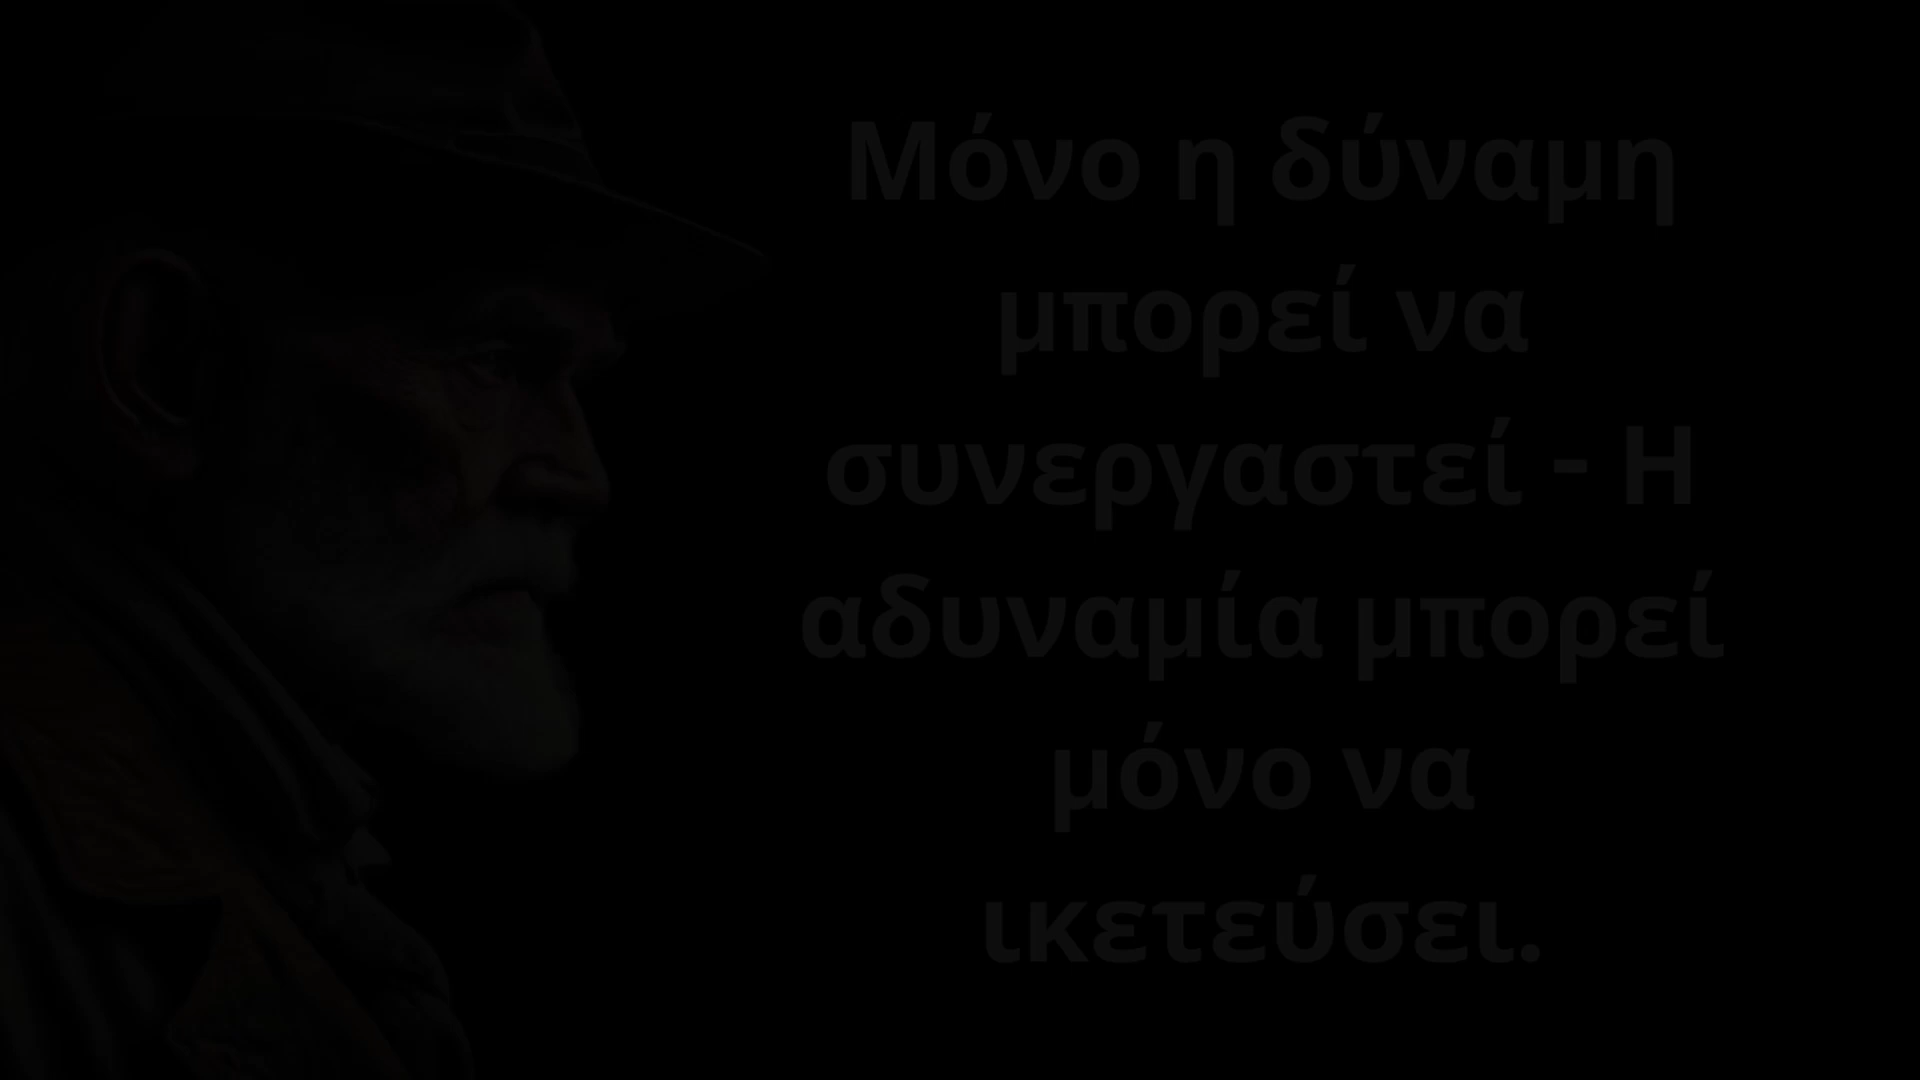 Μόνο η δύναμη
μπορεί να
συνεργαστεί - Η
αδυναμία μπορεί
μόνο να
ικετεύσει.